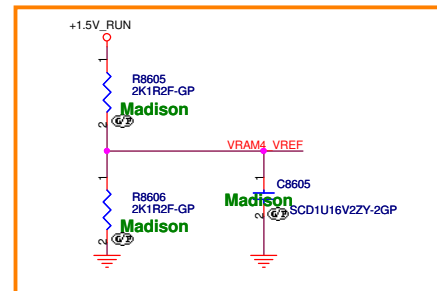 +1.5V_RUN
1
R8605
2K1R2F-GP
Madison
G/P
2
VRAM4_VREF
1
R8606
2K1R2F-GP
Madison
G/P
2
1
C8605
Madison
G/P
SCD1U16V2ZY-2GP
2